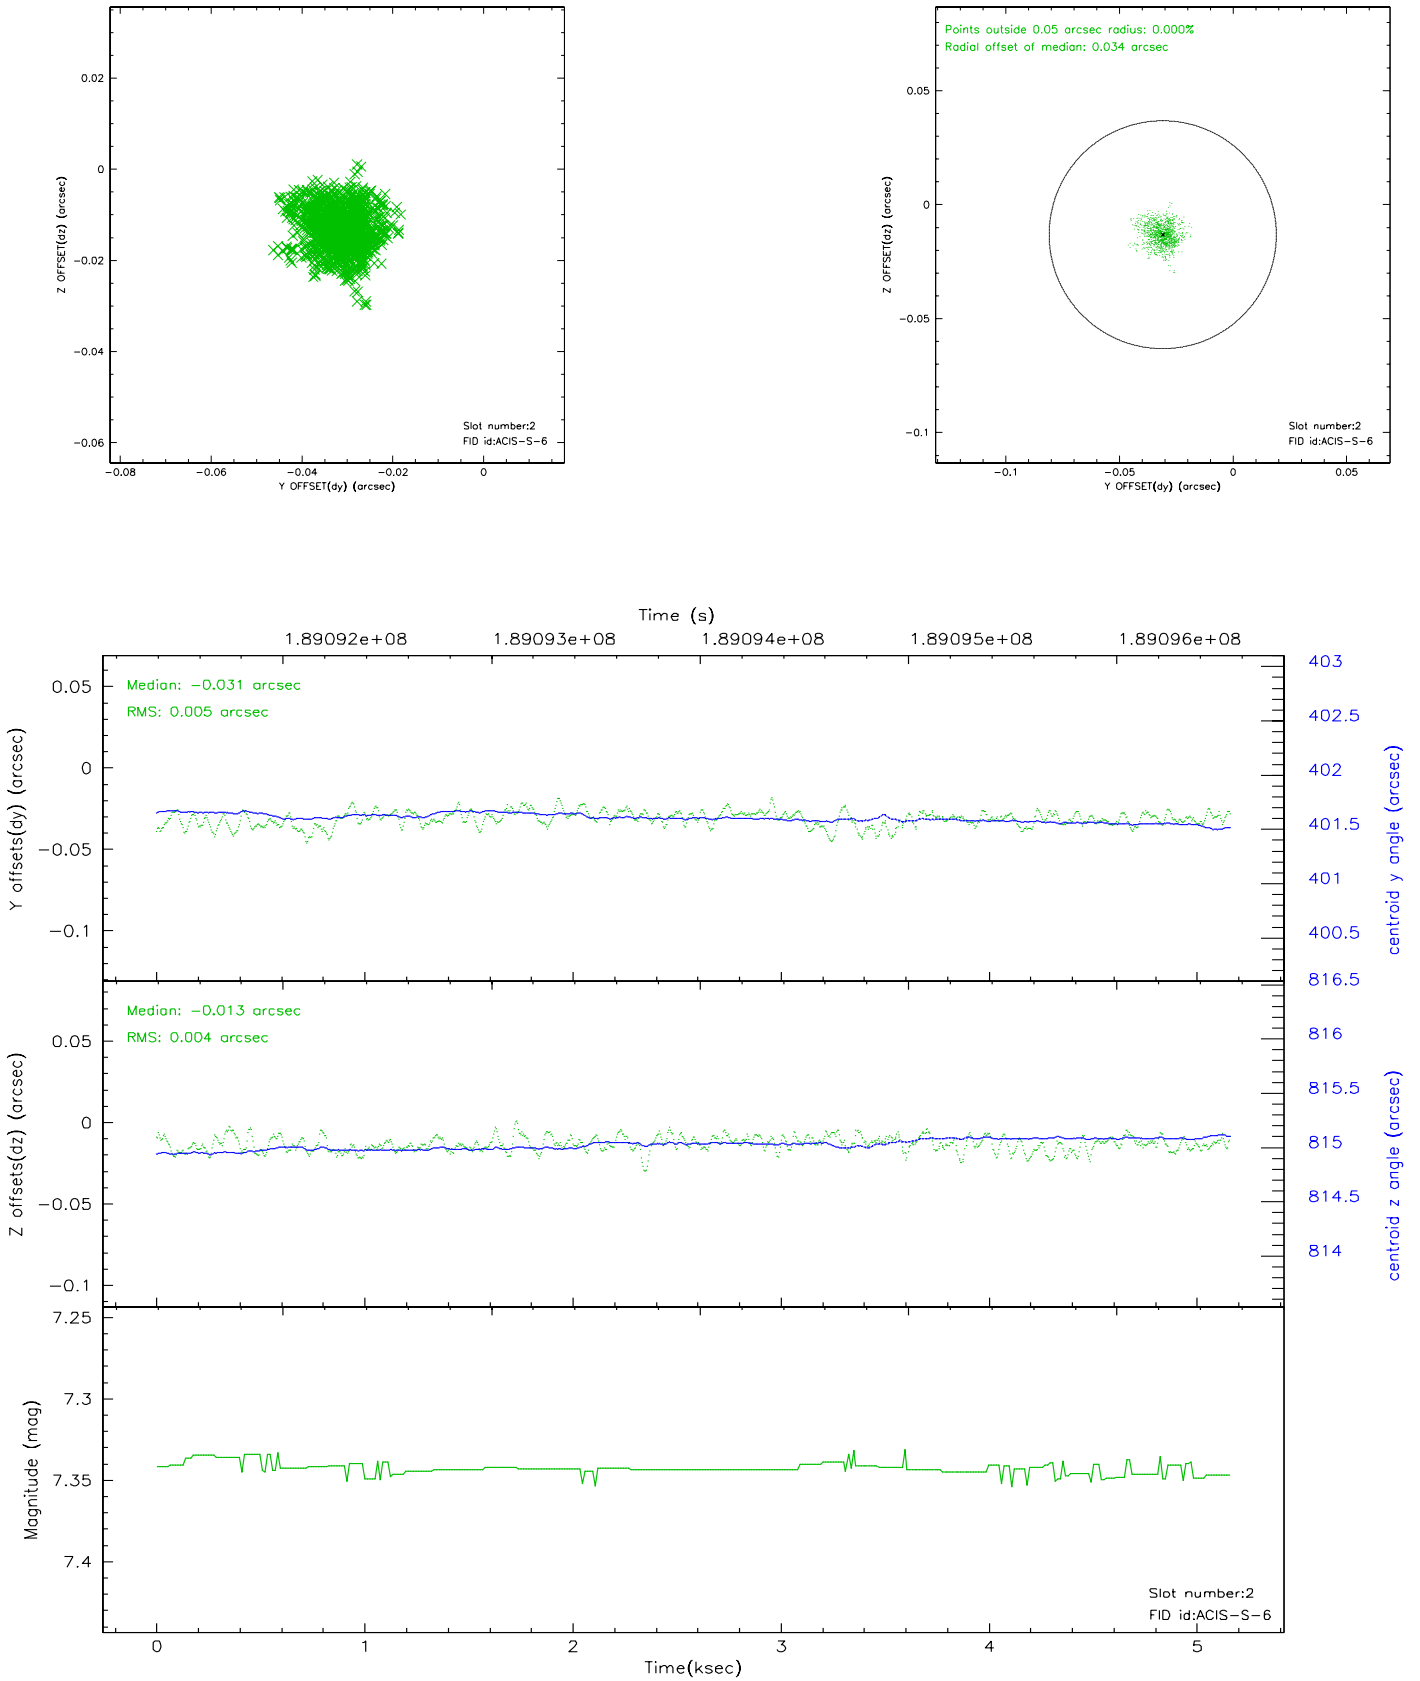 0.02
0
-0.02
-0.04
-0.06
Z OFFSET(dz) (arcsec)
Slot number:2
FID id:ACIS-S-6
-0.08 -0.06 -0.04 -0.02 0
Y OFFSET(dy) (arcsec)
Points outside 0.05 arcsec radius: 0.000%
Radial offset of median: 0.034 arcsec
0.05
0
-0.05
-0.1
Z OFFSET(dz) (arcsec)
Slot number:2
FID id:ACIS-S-6
-0.1 -0.05 0 0.05
Y OFFSET(dy) (arcsec)
Time (s)
1.89092e+08 1.89093e+08 1.89094e+08 1.89095e+08 1.89096e+08
Median: -0.031 arcsec
RMS: 0.005 arcsec
0.05
0
-0.05
-0.1
Y offsets(dy) (arcsec)
403
402.5
402
401.5
401
400.5
centroid y angle (arcsec)
Median: -0.013 arcsec
RMS: 0.004 arcsec
0.05
0
-0.05
-0.1
Z offsets(dz) (arcsec)
816.5
816
815.5
815
814.5
814
centroid z angle (arcsec)
7.25
7.3
7.35
7.4
Magnitude (mag)
Slot number:2
FID id:ACIS-S-6
0 1 2 3 4 5
Time(ksec)